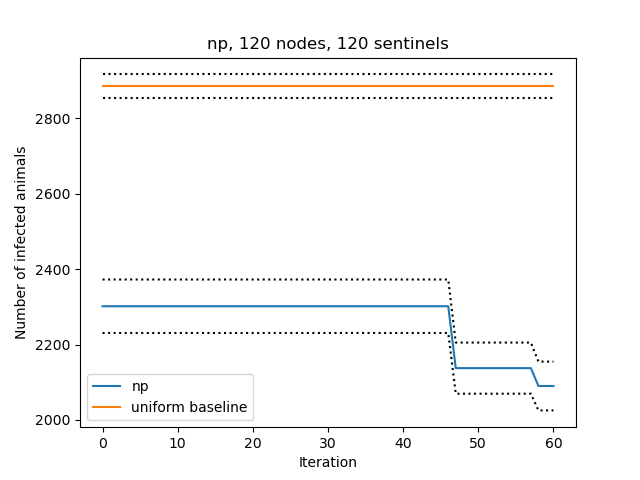 np, 120 nodes, 120 sentinels
Number of infected animals
2800
2600
2400
2200
2000
np
uniform baseline
0 10 20 30 40 50 60
Iteration